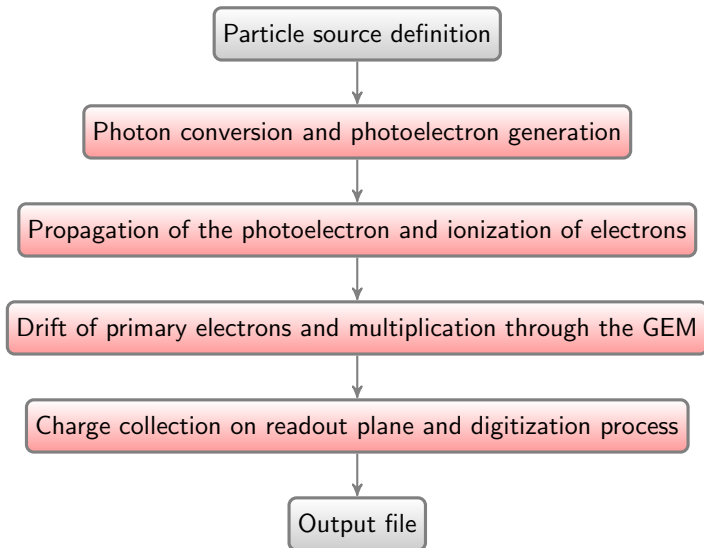 Particle source definition
Photon conversion and photoelectron generation
Propagation of the photoelectron and ionization of electrons
Drift of primary electrons and multiplication through the GEM
Charge collection on readout plane and digitization process
Output file